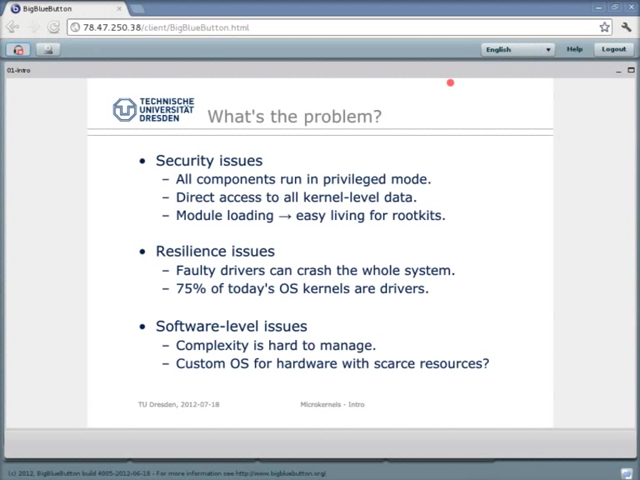 BigBlueButton
78.47.250.38/client/BigBlueButton.html
English
Help
Logout
01-Intro
TECHNISCHE
UNIVERSITÄT
DRESDEN
What's the problem?
• Security issues
– All components run in privileged mode.
– Direct access to all kernel-level data.
– Module loading → easy living for rootkits.
• Resilience issues
– Faulty drivers can crash the whole system.
– 75% of today's OS kernels are drivers.
• Software-level issues
– Complexity is hard to manage.
– Custom OS for hardware with scarce resources?
TU Dresden, 2012-07-18
Microkernels - Intro
(c) 2012, BigBlueButton build 4005-2012-06-18 - For more information see http://www.bigbluebutton.org/